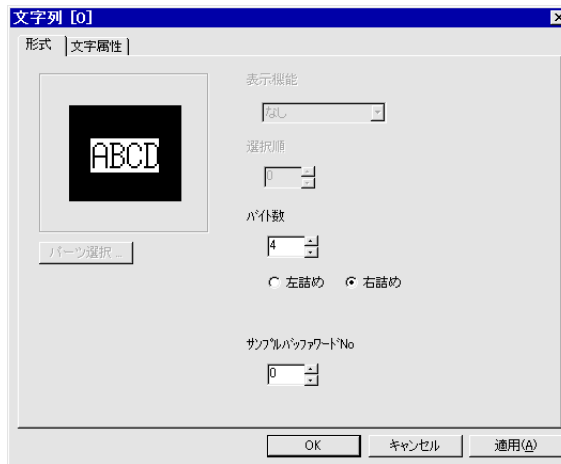 文字列 [0]
形式 文字属性
表示機能
なし
ABCD
選択順
0
パーツ選択 ...
ﾊﾞｲﾄ数
4
左詰め 右詰め
ｻﾝﾌﾟﾙﾊﾞｯﾌｧﾜｰﾄﾞNo
0
OK キャンセル 適用(A)